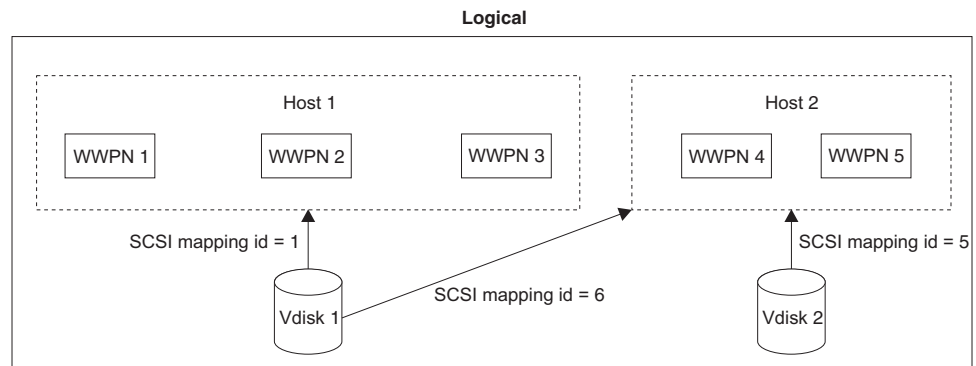 Logical
Host 1
Host 2
WWPN 1
WWPN 2
WWPN 3
WWPN 4
WWPN 5
SCSI mapping id = 1
SCSI mapping id = 5
SCSI mapping id = 6
Vdisk 1
Vdisk 2